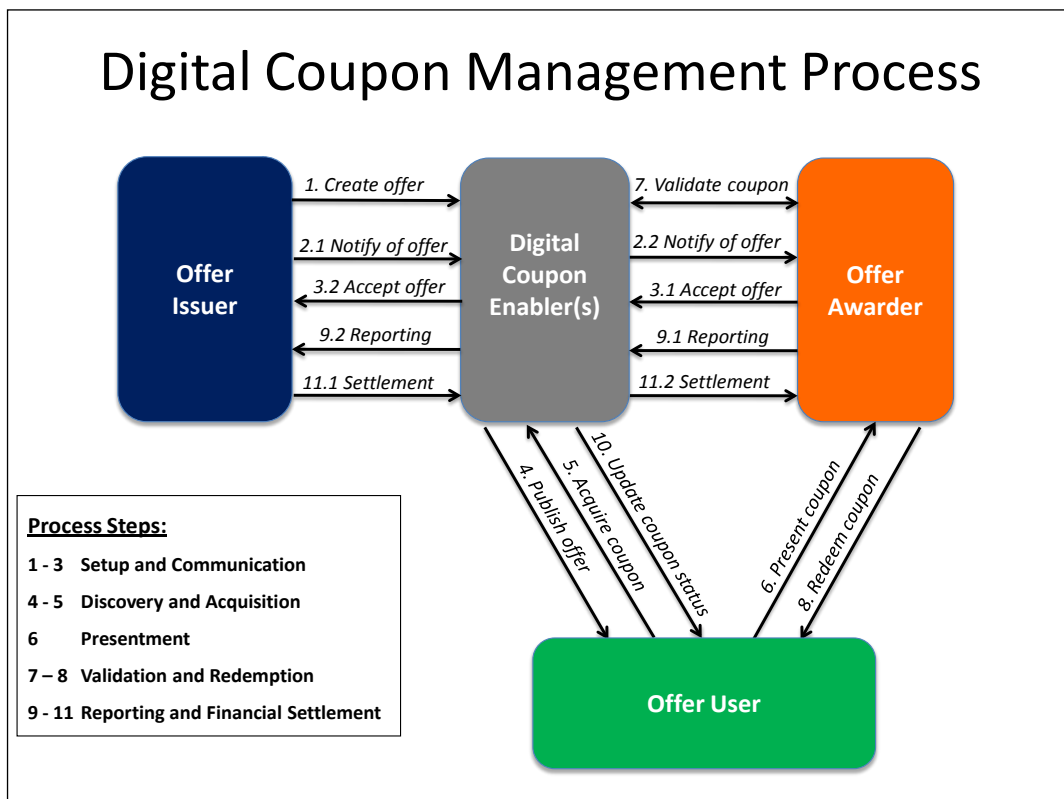 Digital Coupon Management Process
1. Create offer
7. Validate coupon
2.1 Notify of offer
2.2 Notify of offer
Offer
Issuer
Digital
Coupon
Enabler(s)
Offer
Awarder
3.2 Accept offer
3.1 Accept offer
9.2 Reporting
9.1 Reporting
11.1 Settlement
11.2 Settlement
4. Publish offer
5. Acquire coupon
10. Update coupon status
6. Present coupon
8. Redeem coupon
Process Steps:
1 - 3 Setup and Communication
4 - 5 Discovery and Acquisition
6 Presentment
7 – 8 Validation and Redemption
9 - 11 Reporting and Financial Settlement
Offer User